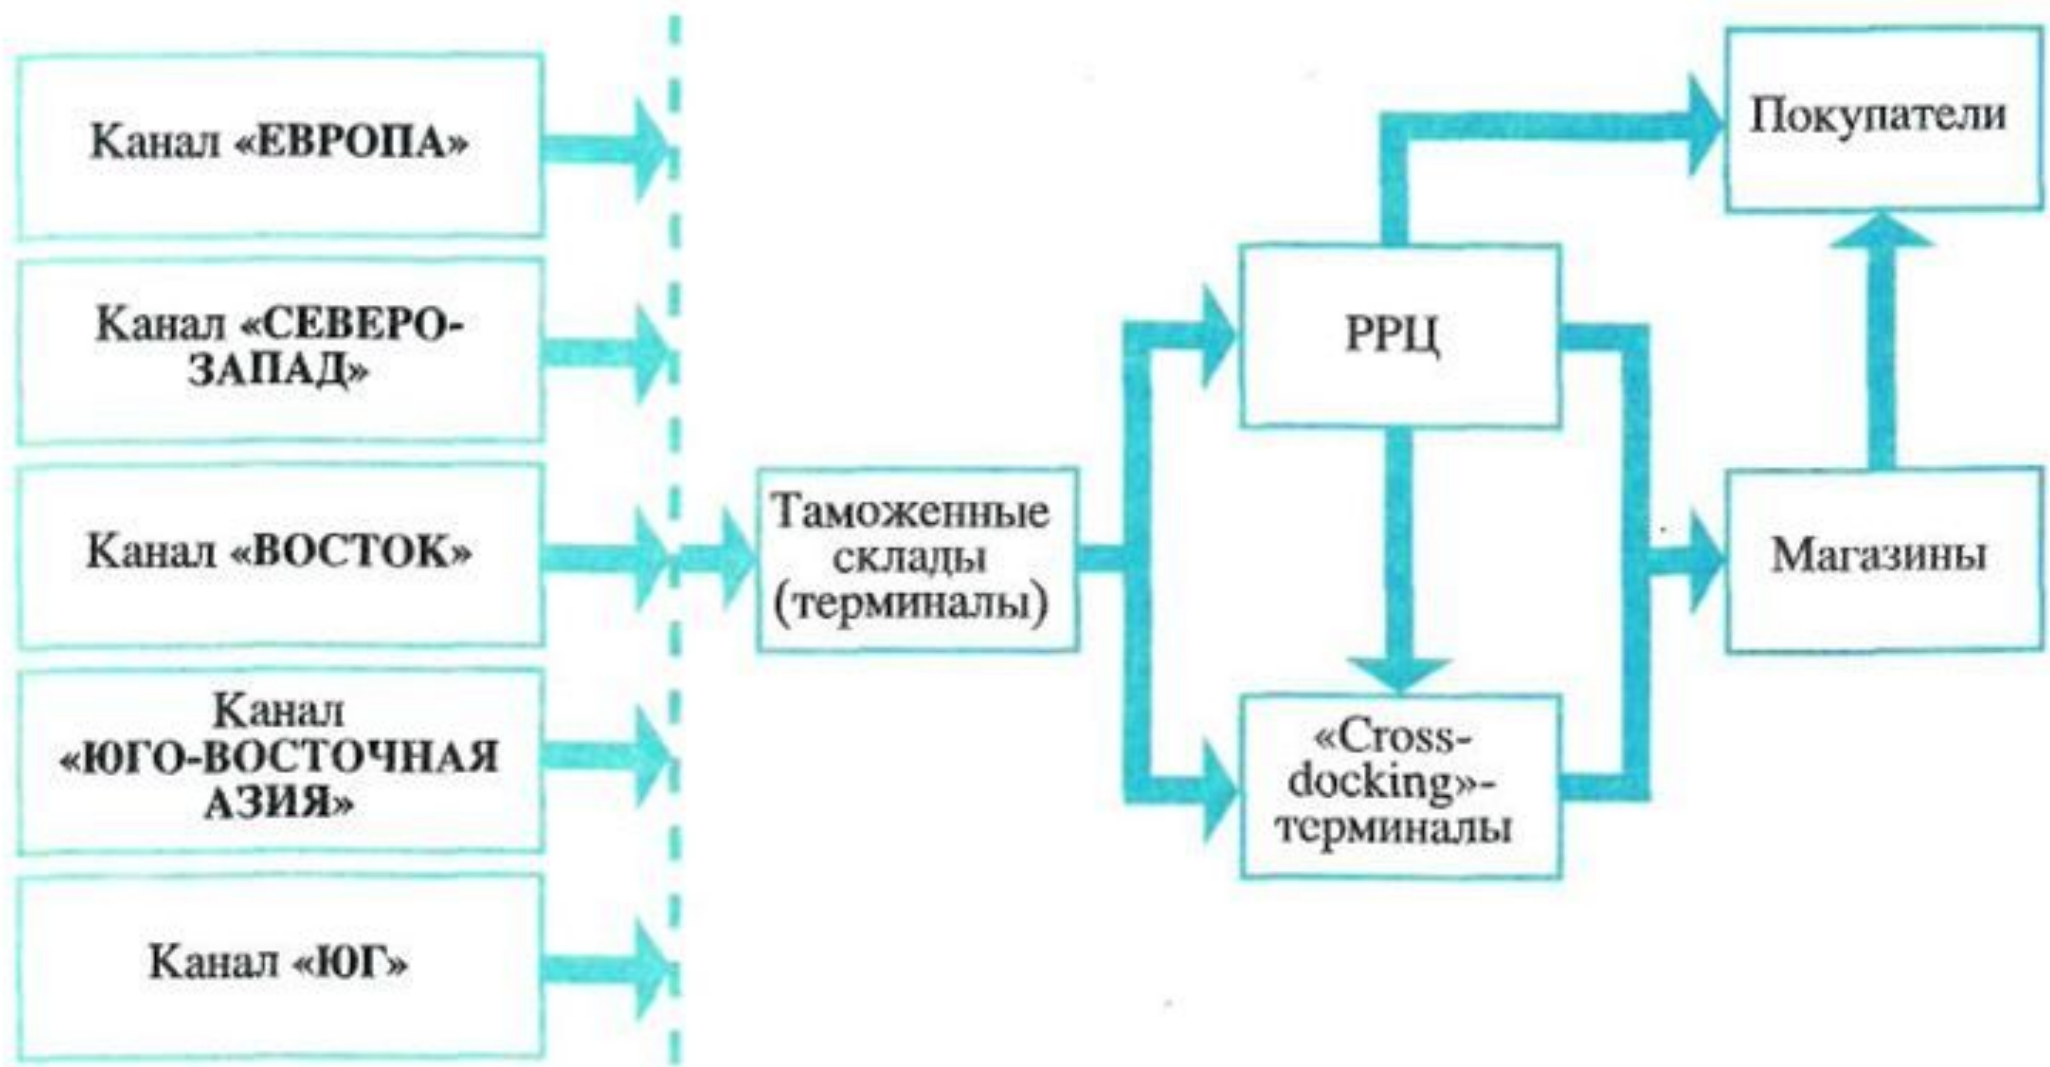 Канал «ЕВРОПА»
Канал «СЕВЕРО-
ЗАПАД»
Канал «ВОСТОК»
Канал
«ЮГО-ВОСТОЧНАЯ
АЗИЯ»
Канал «ЮГ»
Таможенные
склады
(терминалы)
РРЦ
«Cross-
docking»-
терминалы
Покупатели
Магазины